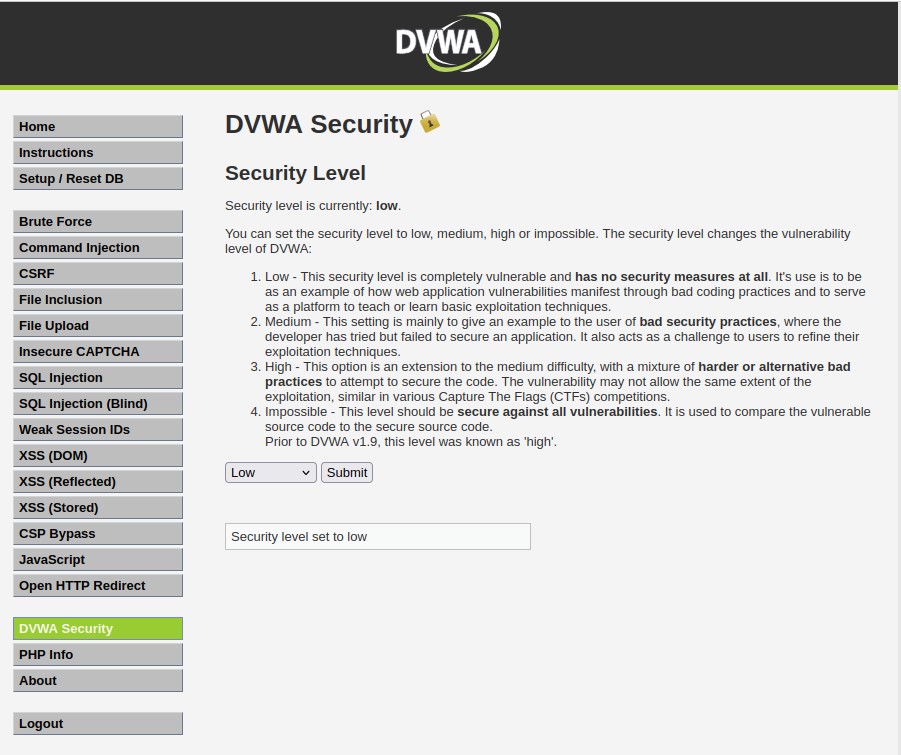 DVWA
Home
Instructions
Setup / Reset DB
Brute Force
Command Injection
CSRF
File Inclusion
File Upload
Insecure CAPTCHA
SQL Injection
SQL Injection (Blind)
Weak Session IDs
XSS (DOM)
XSS (Reflected)
XSS (Stored)
CSP Bypass
JavaScript
Open HTTP Redirect
DVWA Security
PHP Info
About
Logout
DVWA Security
Security Level
Security level is currently: low.
You can set the security level to low, medium, high or impossible. The security level changes the vulnerability
level of DVWA:
1. Low - This security level is completely vulnerable and has no security measures at all. It's use is to be
as an example of how web application vulnerabilities manifest through bad coding practices and to serve
as a platform to teach or learn basic exploitation techniques.
2. Medium - This setting is mainly to give an example to the user of bad security practices, where the
developer has tried but failed to secure an application. It also acts as a challenge to users to refine their
exploitation techniques.
3. High - This option is an extension to the medium difficulty, with a mixture of harder or alternative bad
practices to attempt to secure the code. The vulnerability may not allow the same extent of the
exploitation, similar in various Capture The Flags (CTFs) competitions.
4. Impossible - This level should be secure against all vulnerabilities. It is used to compare the vulnerable
source code to the secure source code.
Prior to DVWA v1.9, this level was known as 'high'.
Low
Submit
Security level set to low